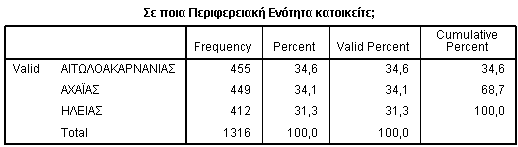 Σε ποια Περιφερειακή Ενότητα κατοικείτε;
Frequency Percent Valid Percent Cumulative Percent
Valid ΑΙΤΩΛΟΑΚΑΡΝΑΝΙΑΣ 455 34,6 34,6 34,6
ΑΧΑΪΑΣ 449 34,1 34,1 68,7
ΗΛΕΙΑΣ 412 31,3 31,3 100,0
Total 1316 100,0 100,0